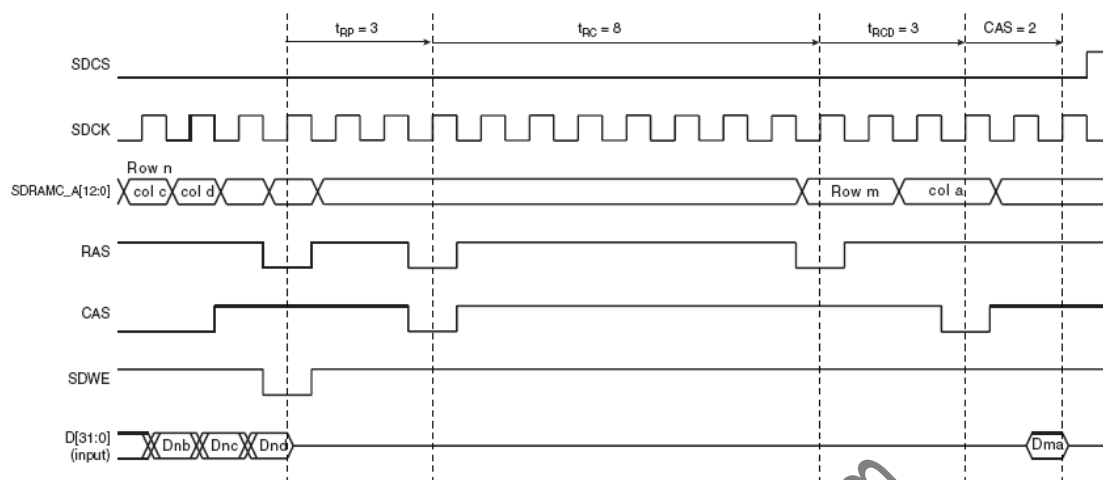 tRP = 3 tRC = 8 tRCD = 3 CAS = 2
SDCS
SDCK
Row n
SDRAMC_A[12:0] col c col d Row m col a
RAS
CAS
SDWE
D[31:0] Dnb Dnc Dnd Dma
(input)
m